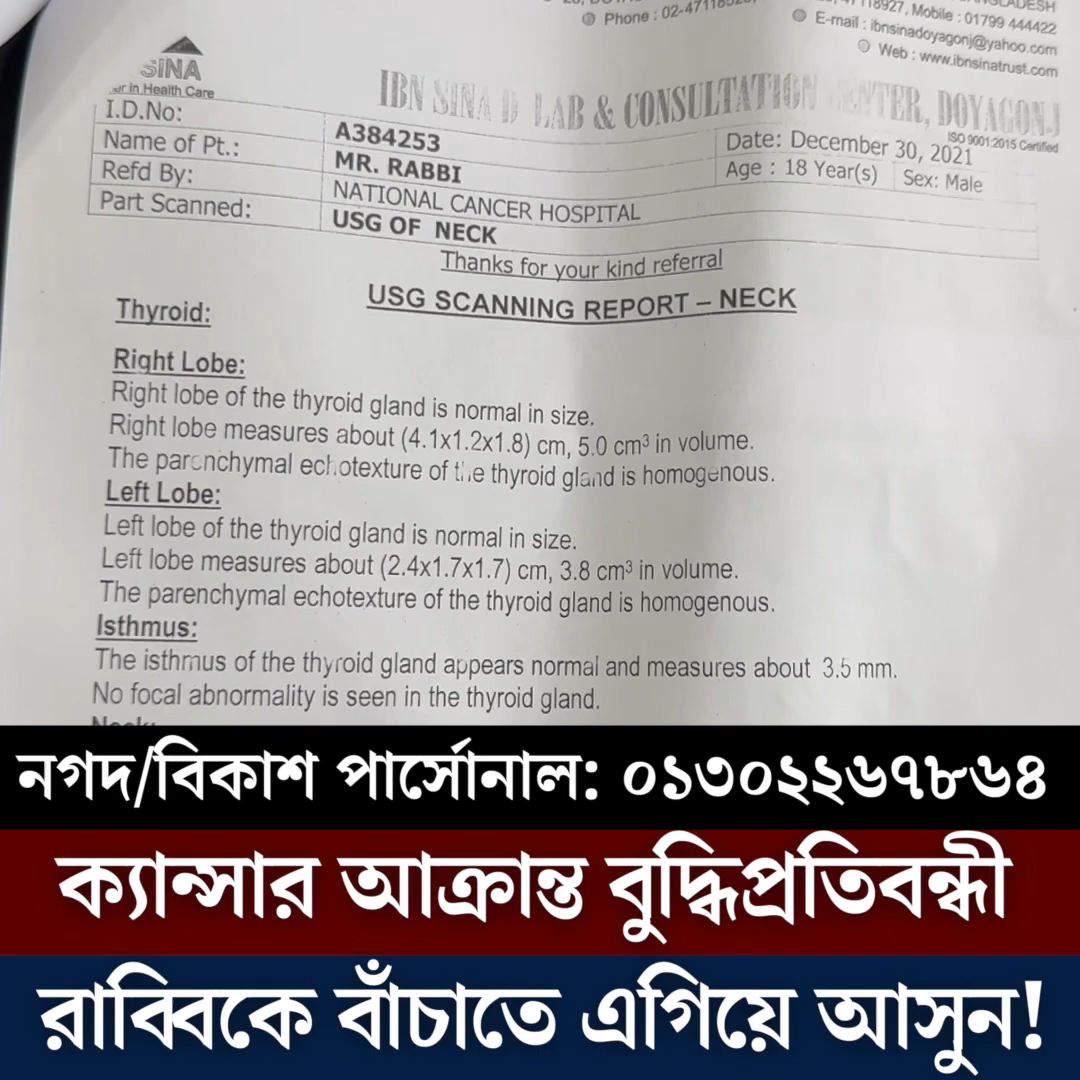 Phone : 02-47118526,
47118927, Mobile : 01799 444422
E-mail : ibnsinadoyagonj@yahoo.com
Web : www.ibnsinatrust.com
SINA
in Health Care
IBN SINA D LAB & CONSULTATION CENTER, DOYAGONJ
ISO 9001:2015 Certified
I.D.No: A384253 Date: December 30, 2021
Name of Pt.: MR. RABBI Age : 18 Year(s) Sex: Male
Refd By: NATIONAL CANCER HOSPITAL
Part Scanned: USG OF NECK
Thanks for your kind referral
USG SCANNING REPORT – NECK
Thyroid:
Right Lobe:
Right lobe of the thyroid gland is normal in size.
Right lobe measures about (4.1x1.2x1.8) cm, 5.0 cm³ in volume.
The parenchymal echotexture of the thyroid gland is homogenous.
Left Lobe:
Left lobe of the thyroid gland is normal in size.
Left lobe measures about (2.4x1.7x1.7) cm, 3.8 cm³ in volume.
The parenchymal echotexture of the thyroid gland is homogenous.
Isthmus:
The isthmus of the thyroid gland appears normal and measures about 3.5 mm.
No focal abnormality is seen in the thyroid gland.
Neck:
নগদ/বিকাশ পার্সোনাল: ০১৩০২২৬৭৮৬৪
ক্যান্সার আক্রান্ত বুদ্ধিপ্রতিবন্ধী
রাব্বিকে বাঁচাতে এগিয়ে আসুন!